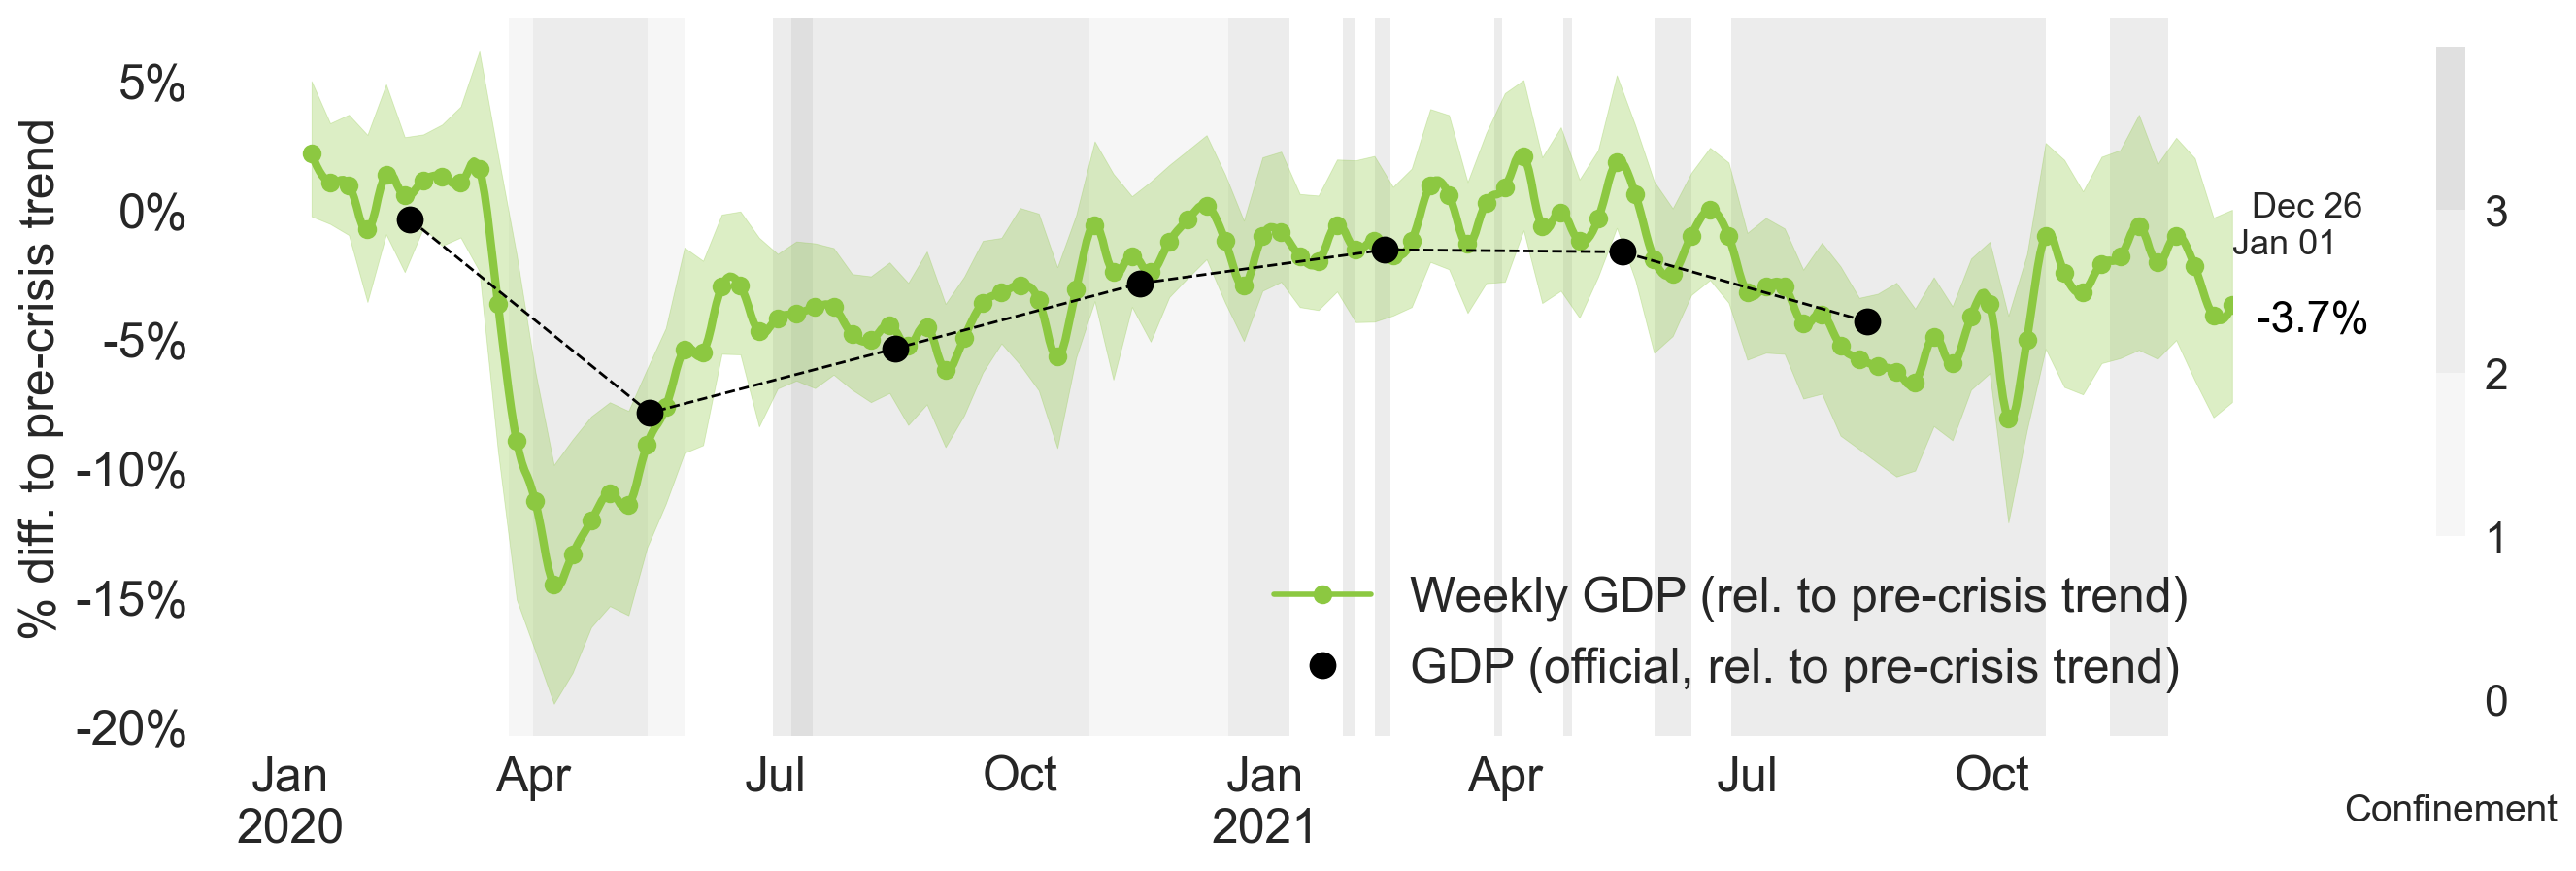 % diff. to pre-crisis trend
5%
0%
-5%
-10%
-15%
-20%
Jan
2020
Apr
Jul
Oct
Jan
2021
Apr
Jul
Oct
Weekly GDP (rel. to pre-crisis trend)
GDP (official, rel. to pre-crisis trend)
Dec 26
Jan 01
-3.7%
3
2
1
0
Confinement